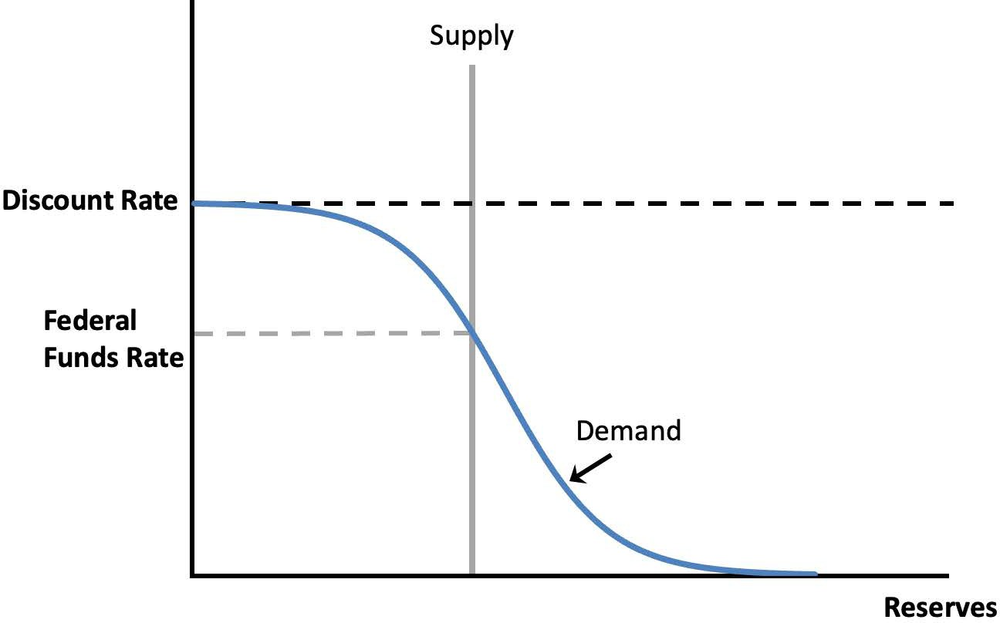 Supply
Discount Rate
Federal
Funds Rate
Demand
Reserves